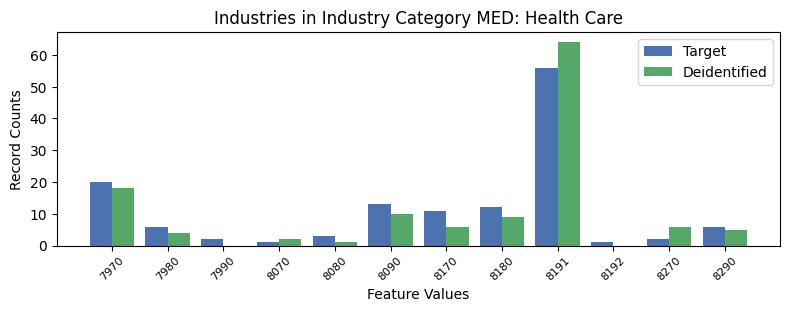 Industries in Industry Category MED: Health Care
Target
Deidentified
Record Counts
60
50
40
30
20
10
0
7970 7980 7990 8070 8080 8090 8170 8180 8191 8192 8270 8290
Feature Values